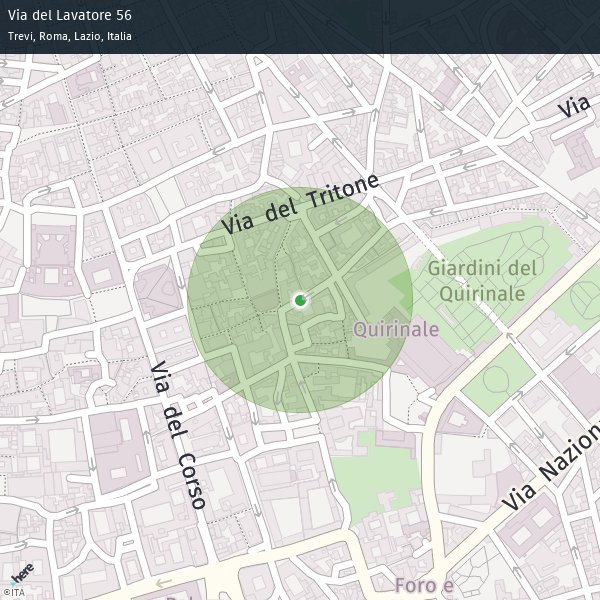 Via del Lavatore 56
Trevi, Roma, Lazio, Italia
Via
Via del Tritone
Giardini del
Quirinale
Quirinale
Via del Corso
Via Nazion
Foro e
here
©ITA